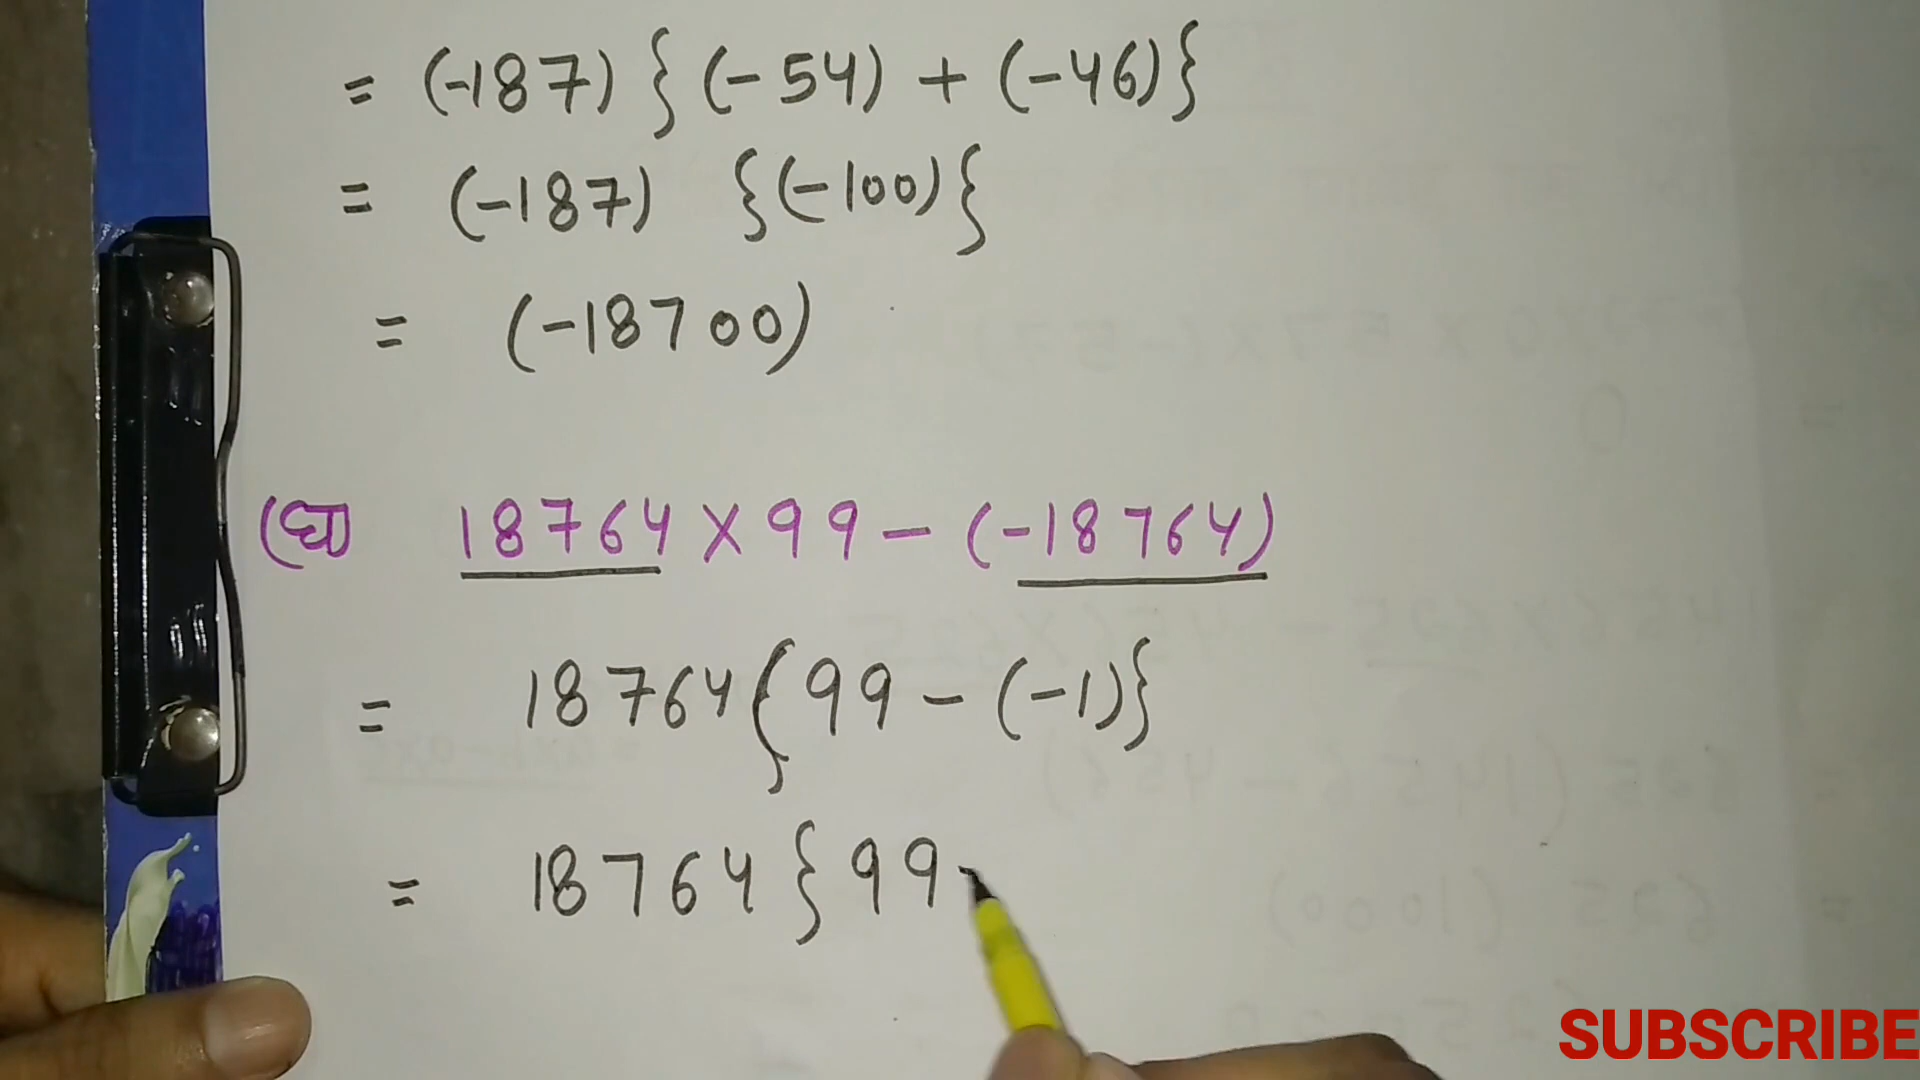 = (-187) { (-54) + (-46) }
= (-187) { (-100) }
= (-18700)
(घ) 18764 × 99 - (-18764)
= 18764 { 99 - (-1) }
= 18764 { 99 -
SUBSCRIBE